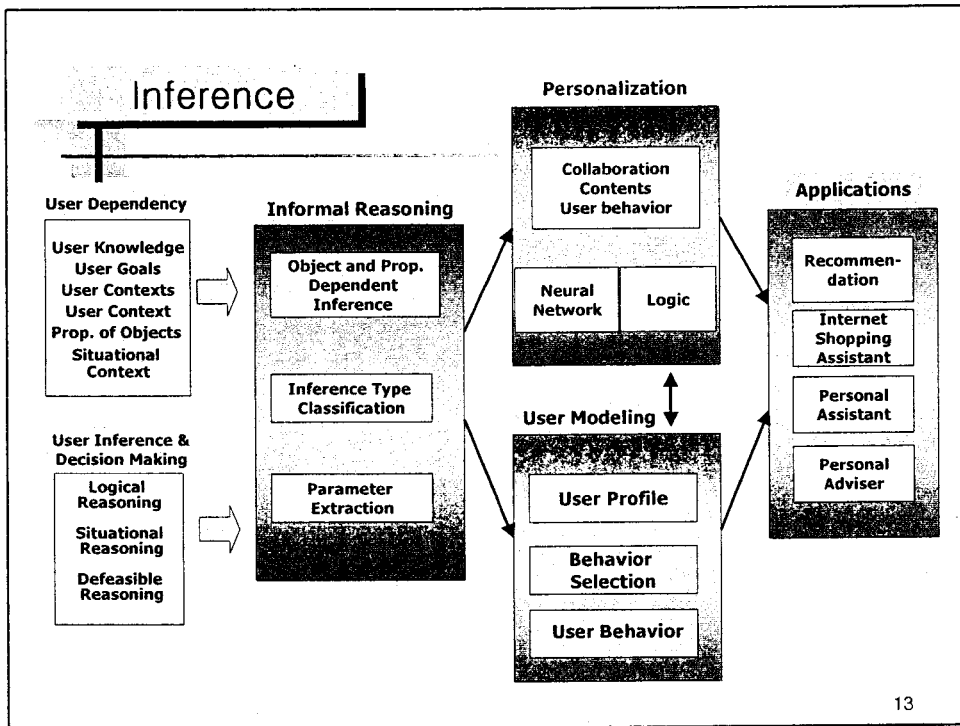 Inference
User Dependency
User Knowledge
User Goals
User Contexts
User Context
Prop. of Objects
Situational
Context
User Inference &
Decision Making
Logical
Reasoning
Situational
Reasoning
Defeasible
Reasoning
Informal Reasoning
Object and Prop.
Dependent
Inference
Inference Type
Classification
Parameter
Extraction
Personalization
Collaboration
Contents
User behavior
Neural
Network
Logic
User Modeling
User Profile
Behavior
Selection
User Behavior
Applications
Recommen-
dation
Internet
Shopping
Assistant
Personal
Assistant
Personal
Adviser
13